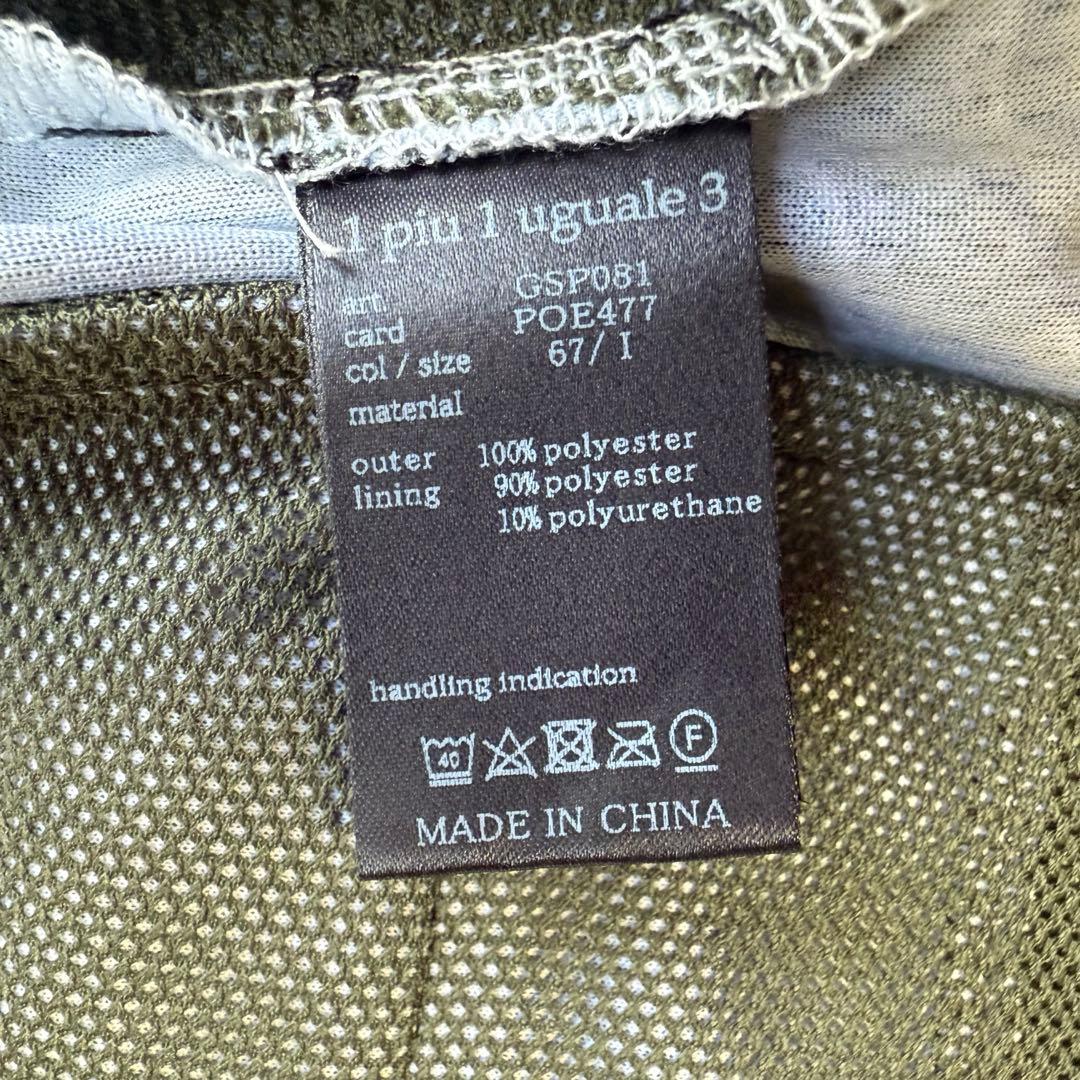 1 piu 1 uguale 3
art GSP081
card POE477
col / size 67/ I
material
outer 100% polyester
lining 90% polyester
10% polyurethane
handling indication
40 F
MADE IN CHINA